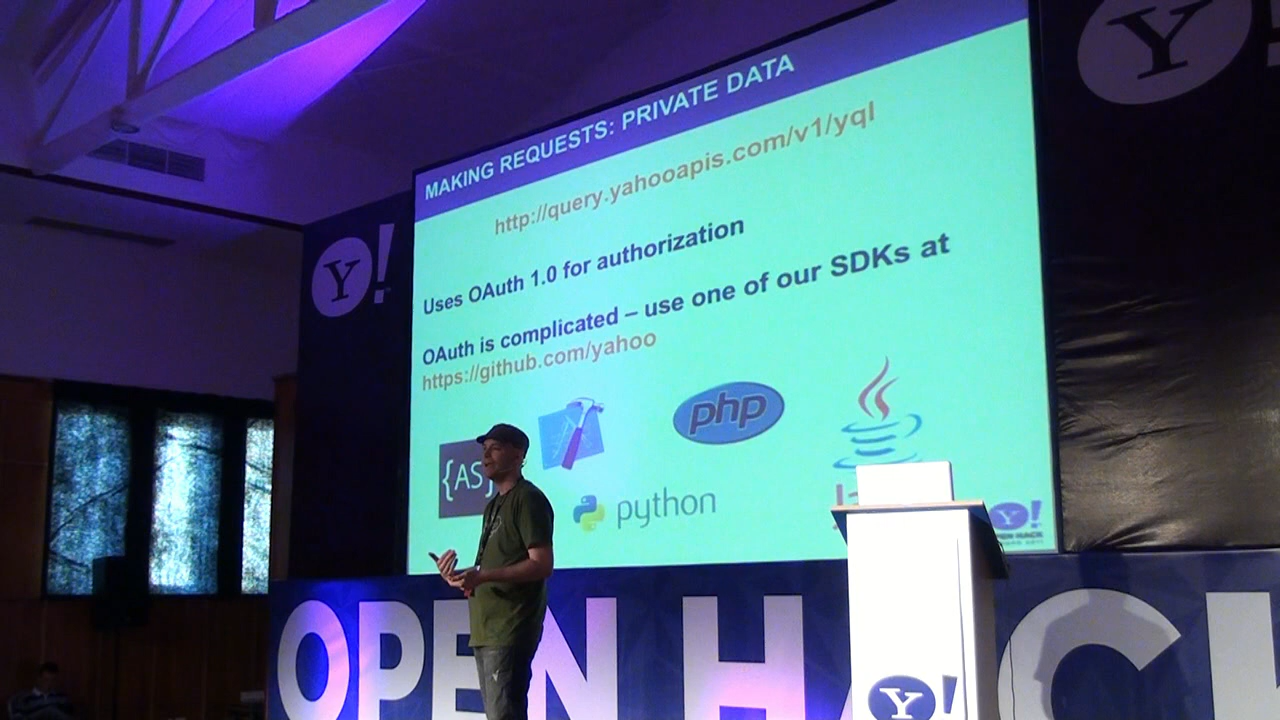 MAKING REQUESTS: PRIVATE DATA
http://query.yahooapis.com/v1/yql
Uses OAuth 1.0 for authorization
OAuth is complicated – use one of our SDKs at
https://github.com/yahoo
{AS}
php
python
Y!
Y
Y!
OPEN HACK
Y!